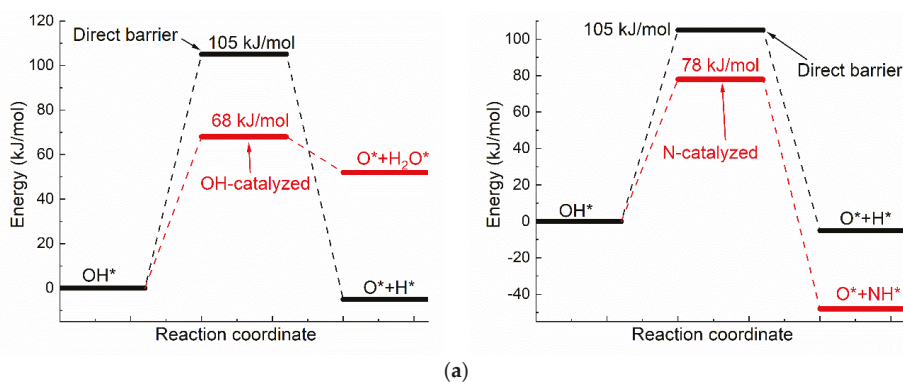 Direct barrier
105 kJ/mol
68 kJ/mol
O*+H₂O*
OH-catalyzed
OH*
O*+H*
Energy (kJ/mol)
100
80
60
40
20
0
Reaction coordinate
105 kJ/mol
Direct barrier
78 kJ/mol
N-catalyzed
OH*
O*+H*
O*+NH*
Energy (kJ/mol)
100
80
60
40
20
0
-20
-40
Reaction coordinate
(a)